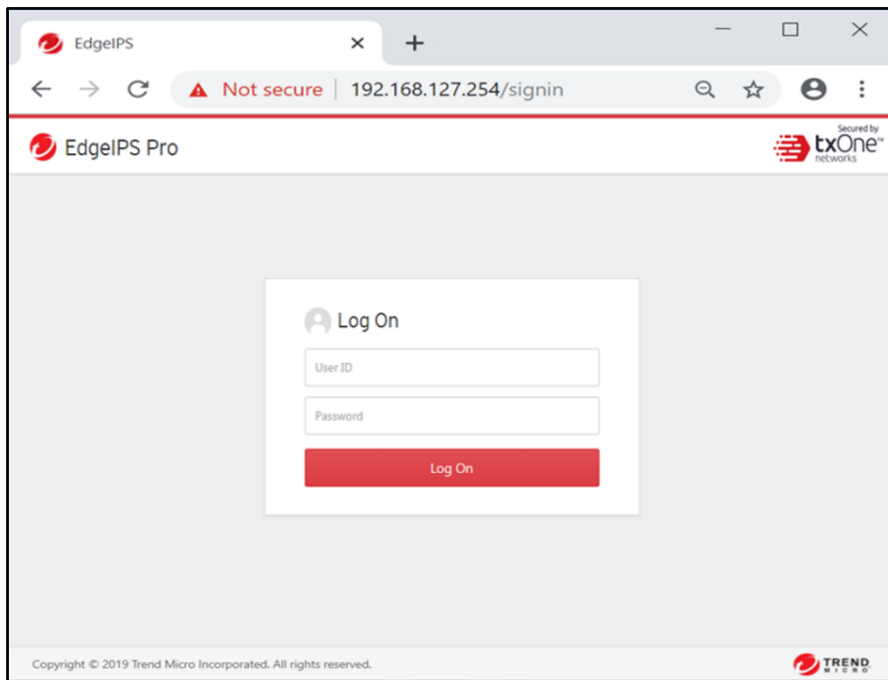 EdgeIPS
Not secure | 192.168.127.254/signin
EdgeIPS Pro
Secured by
txOne™
networks
Log On
User ID
Password
Log On
Copyright © 2019 Trend Micro Incorporated. All rights reserved.
TREND
MICRO